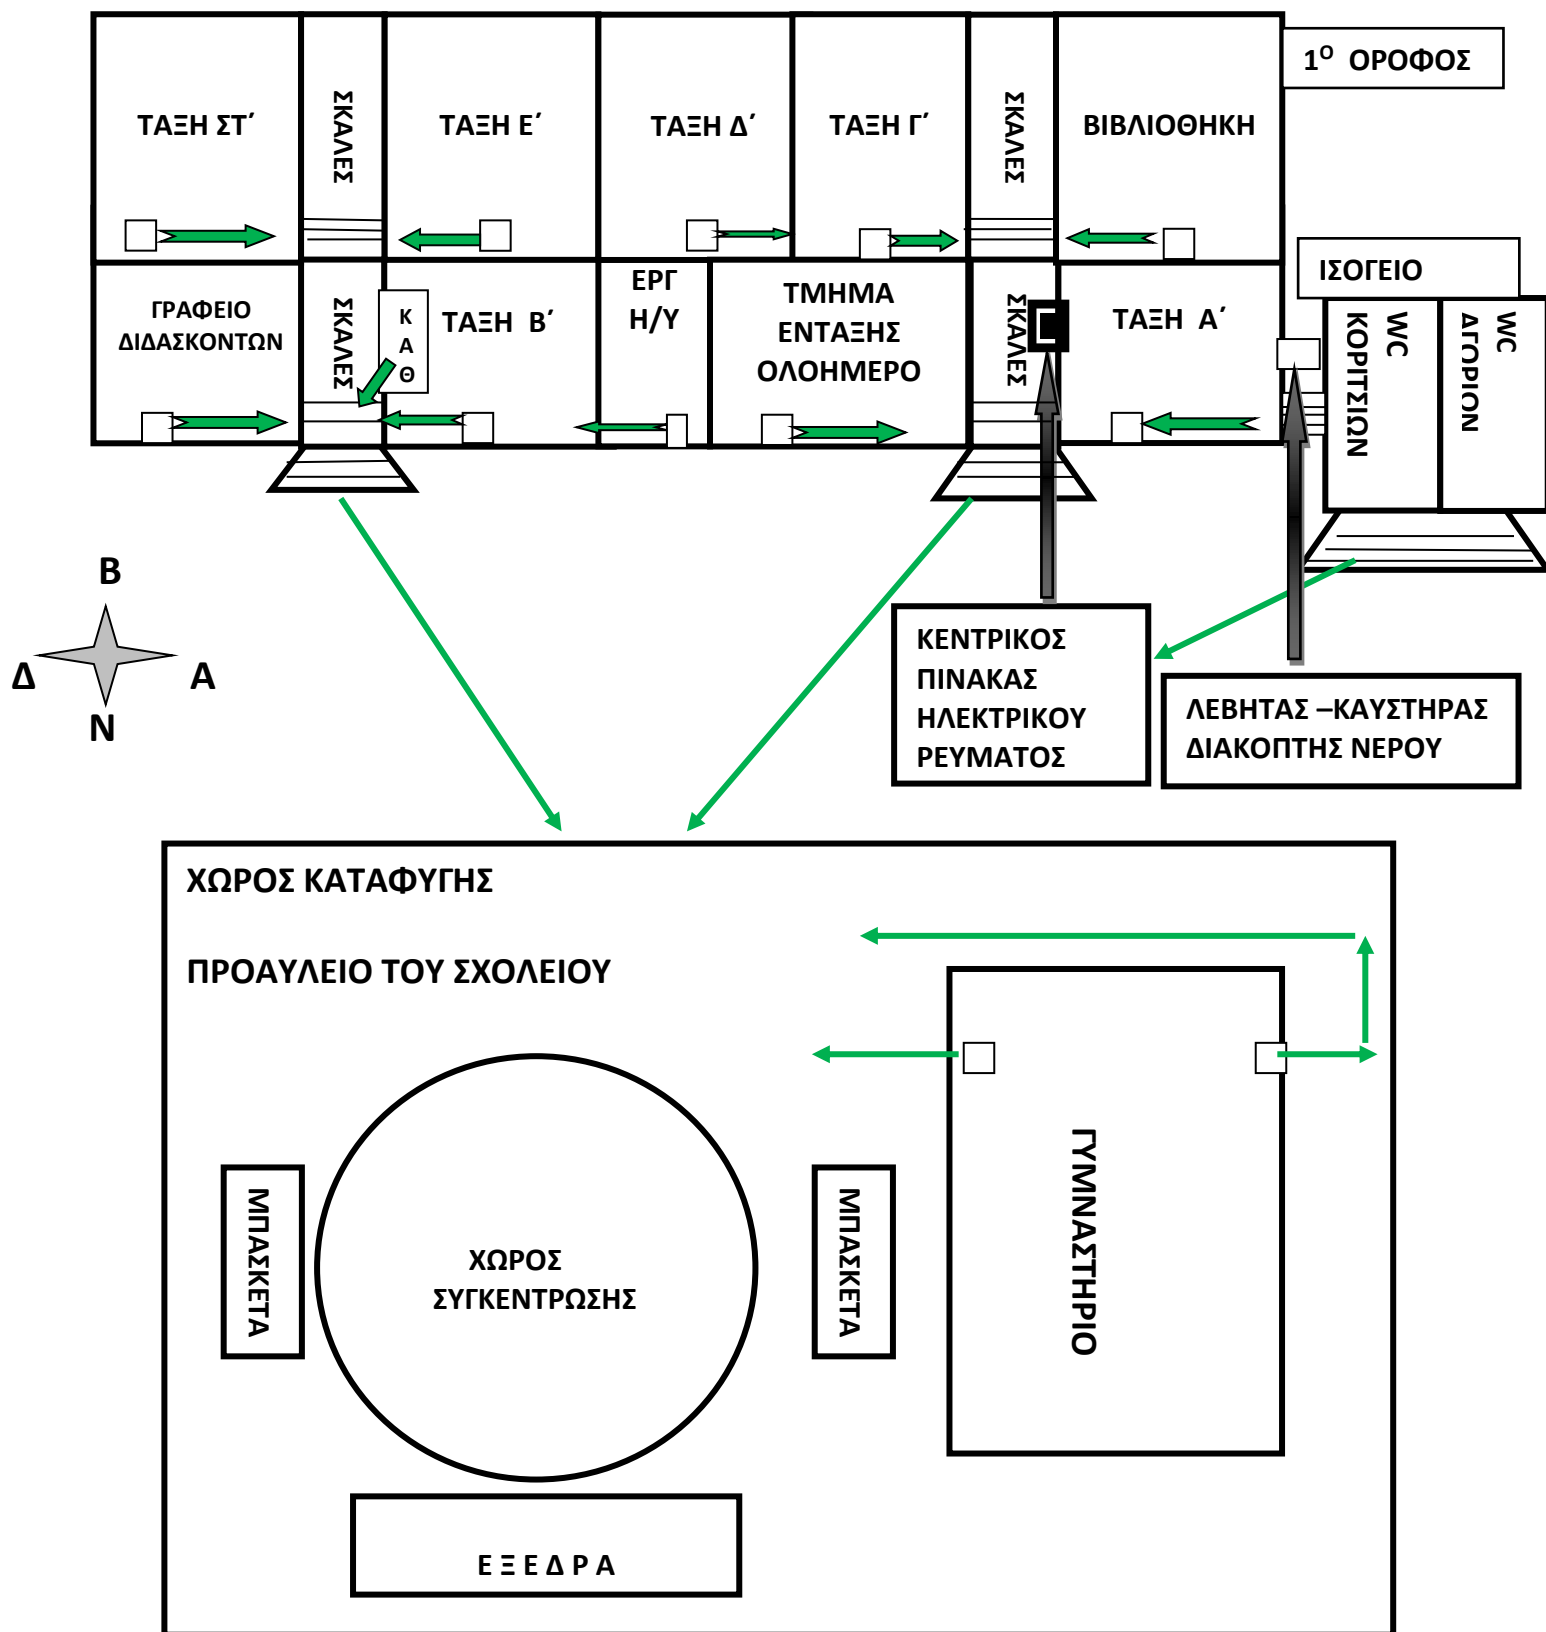 1Ο ΟΡΟΦΟΣ
ΤΑΞΗ ΣΤ΄
ΣΚΑΛΕΣ
ΤΑΞΗ Ε΄
ΤΑΞΗ Δ΄
ΤΑΞΗ Γ΄
ΣΚΑΛΕΣ
ΒΙΒΛΙΟΘΗΚΗ
ΙΣΟΓΕΙΟ
ΓΡΑΦΕΙΟ
ΔΙΔΑΣΚΟΝΤΩΝ
ΣΚΑΛΕΣ
Κ
Α
Θ
ΤΑΞΗ Β΄
ΕΡΓ
Η/Υ
ΤΜΗΜΑ
ΕΝΤΑΞΗΣ
ΟΛΟΗΜΕΡΟ
ΣΚΑΛΕΣ
ΤΑΞΗ Α΄
WC
ΚΟΡΙΤΣΙΩΝ
WC
ΑΓΟΡΙΩΝ
Β
Δ
Α
Ν
ΚΕΝΤΡΙΚΟΣ
ΠΙΝΑΚΑΣ
ΗΛΕΚΤΡΙΚΟΥ
ΡΕΥΜΑΤΟΣ
ΛΕΒΗΤΑΣ –ΚΑΥΣΤΗΡΑΣ
ΔΙΑΚΟΠΤΗΣ ΝΕΡΟΥ
ΧΩΡΟΣ ΚΑΤΑΦΥΓΗΣ
ΠΡΟΑΥΛΕΙΟ ΤΟΥ ΣΧΟΛΕΙΟΥ
ΜΠΑΣΚΕΤΑ
ΧΩΡΟΣ
ΣΥΓΚΕΝΤΡΩΣΗΣ
ΜΠΑΣΚΕΤΑ
ΓΥΜΝΑΣΤΗΡΙΟ
Ε Ξ Ε Δ Ρ Α